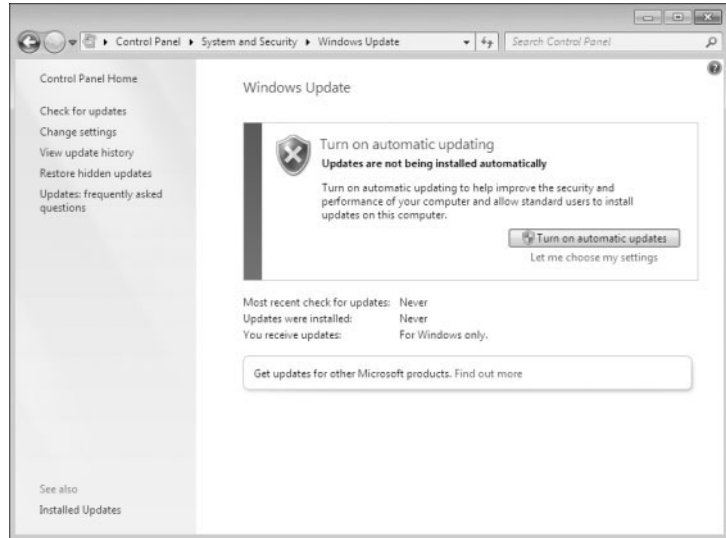 Control Panel ▸ System and Security ▸ Windows Update
Search Control Panel
Control Panel Home
Check for updates
Change settings
View update history
Restore hidden updates
Updates: frequently asked
questions
See also
Installed Updates
Windows Update
Turn on automatic updating
Updates are not being installed automatically
Turn on automatic updating to help improve the security and
performance of your computer and allow standard users to install
updates on this computer.
Turn on automatic updates
Let me choose my settings
Most recent check for updates: Never
Updates were installed: Never
You receive updates: For Windows only.
Get updates for other Microsoft products. Find out more